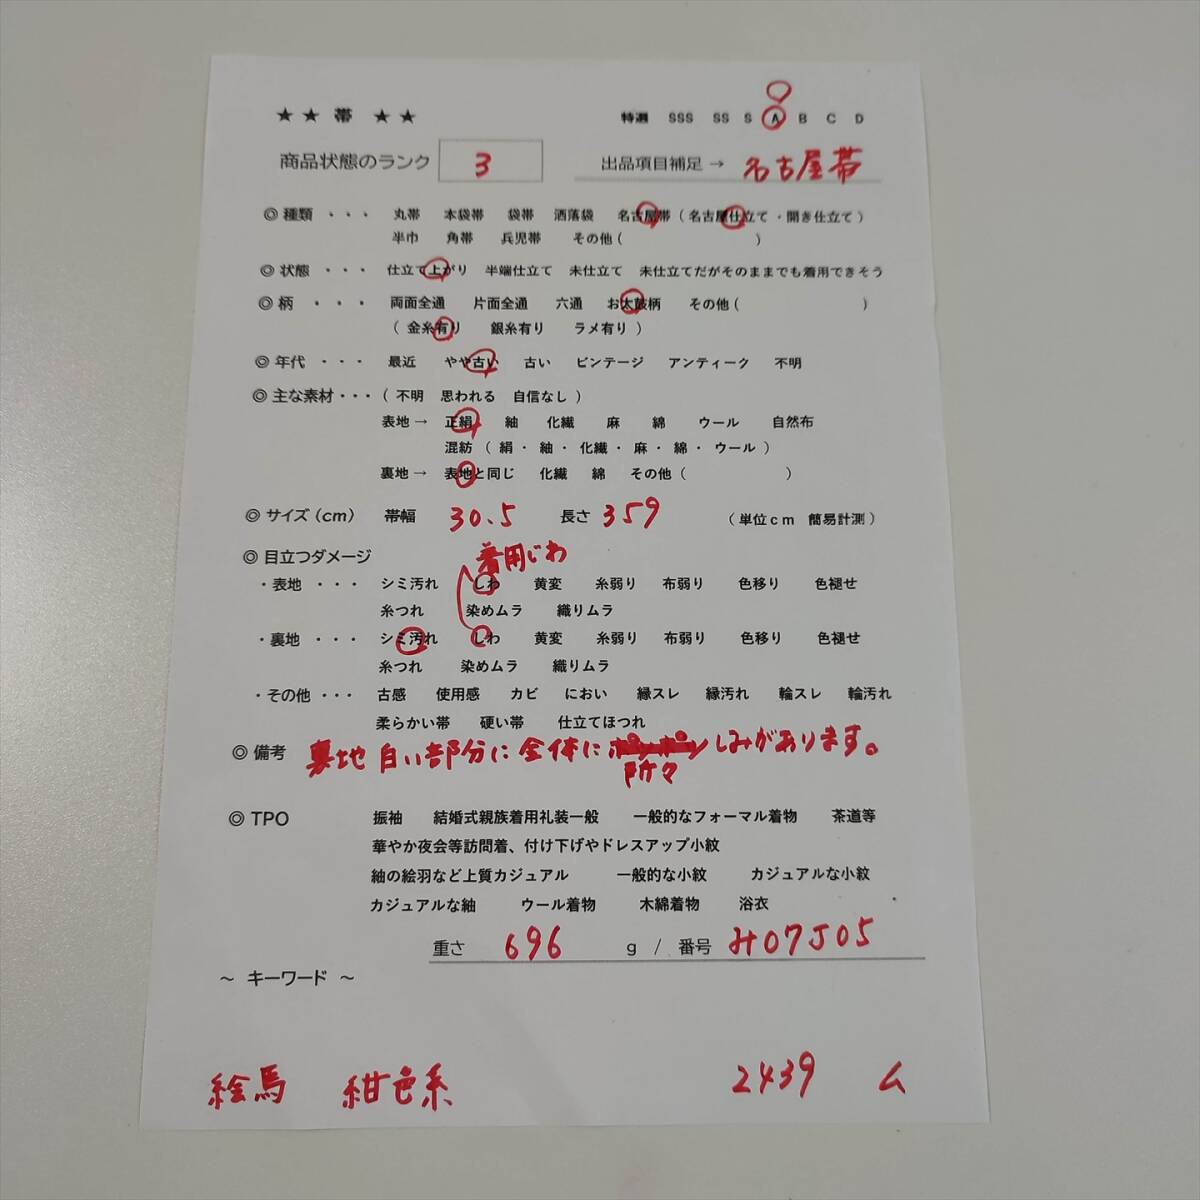 ★★ 帯 ★★ 特選 SSS SS S A B C D
商品状態のランク 3 出品項目補足→ 名古屋帯
◎ 種類 ・・・ 丸帯 本袋帯 袋帯 洒落袋 名古屋帯(名古屋仕立て・開き仕立て)
半巾 角帯 兵児帯 その他( )
◎ 状態 ・・・ 仕立て上がり 半端仕立て 未仕立て 未仕立てだがそのままでも着用できそう
◎ 柄 ・・・ 両面全通 片面全通 六通 お太鼓柄 その他( )
( 金糸有り 銀糸有り ラメ有り )
◎ 年代 ・・・ 最近 やや古い 古い ビンテージ アンティーク 不明
◎ 主な素材・・・( 不明 思われる 自信なし )
表地→ 正絹 紬 化繊 麻 綿 ウール 自然布
混紡 ( 絹・紬・化繊・麻・綿・ウール )
裏地→ 表地と同じ 化繊 綿 その他( )
◎ サイズ(cm) 帯幅 30.5 長さ 359 (単位cm 簡易計測)
◎ 目立つダメージ 着用じわ
・表地 ・・・ シミ汚れ しわ 黄変 糸弱り 布弱り 色移り 色褪せ
糸つれ 染めムラ 織りムラ
・裏地 ・・・ シミ汚れ しわ 黄変 糸弱り 布弱り 色移り 色褪せ
糸つれ 染めムラ 織りムラ
・その他 ・・・ 古感 使用感 カビ におい 縁スレ 縁汚れ 輪スレ 輪汚れ
柔らかい帯 硬い帯 仕立てほつれ
◎ 備考 裏地 白い部分に全体に ポツポツ しみがあります。
所々
◎ TPO 振袖 結婚式親族着用礼装一般 一般的なフォーマル着物 茶道等
華やか夜会等訪問着、付け下げやドレスアップ小紋
紬の絵羽など上質カジュアル 一般的な小紋 カジュアルな小紋
カジュアルな紬 ウール着物 木綿着物 浴衣
重さ 696 g / 番号 み07J05
～ キーワード ～
絵馬 紺色系 2439 ム